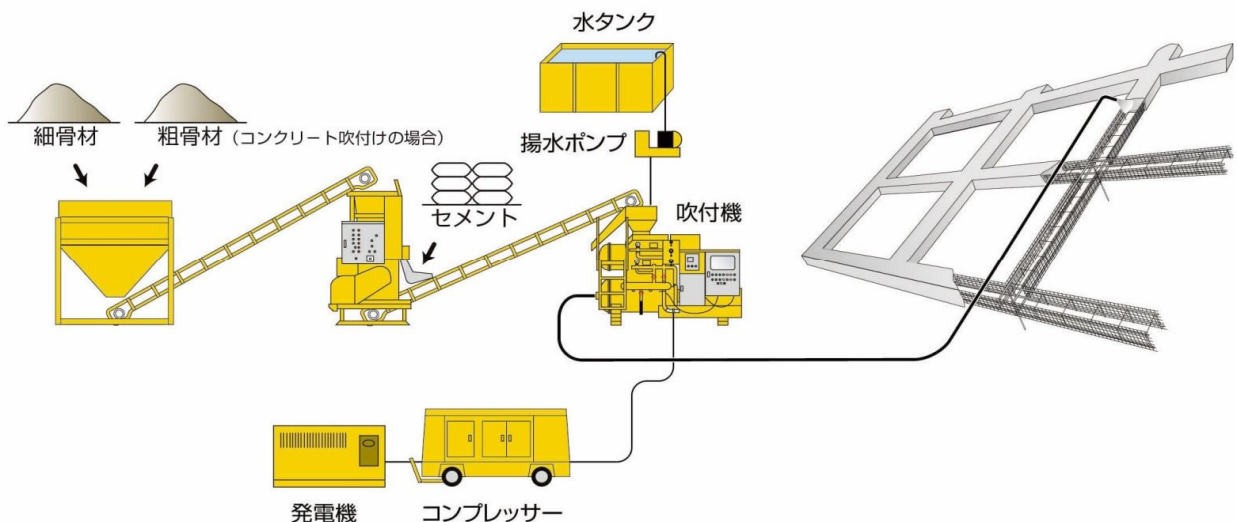 水タンク
細骨材
粗骨材（コンクリート吹付けの場合）
揚水ポンプ
セメント
吹付機
発電機
コンプレッサー